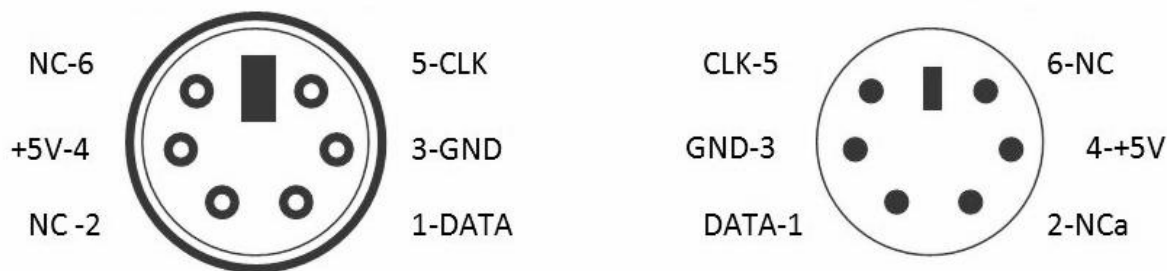 NC-6 5-CLK CLK-5 6-NC
+5V-4 3-GND GND-3 4-+5V
NC -2 1-DATA DATA-1 2-NCa